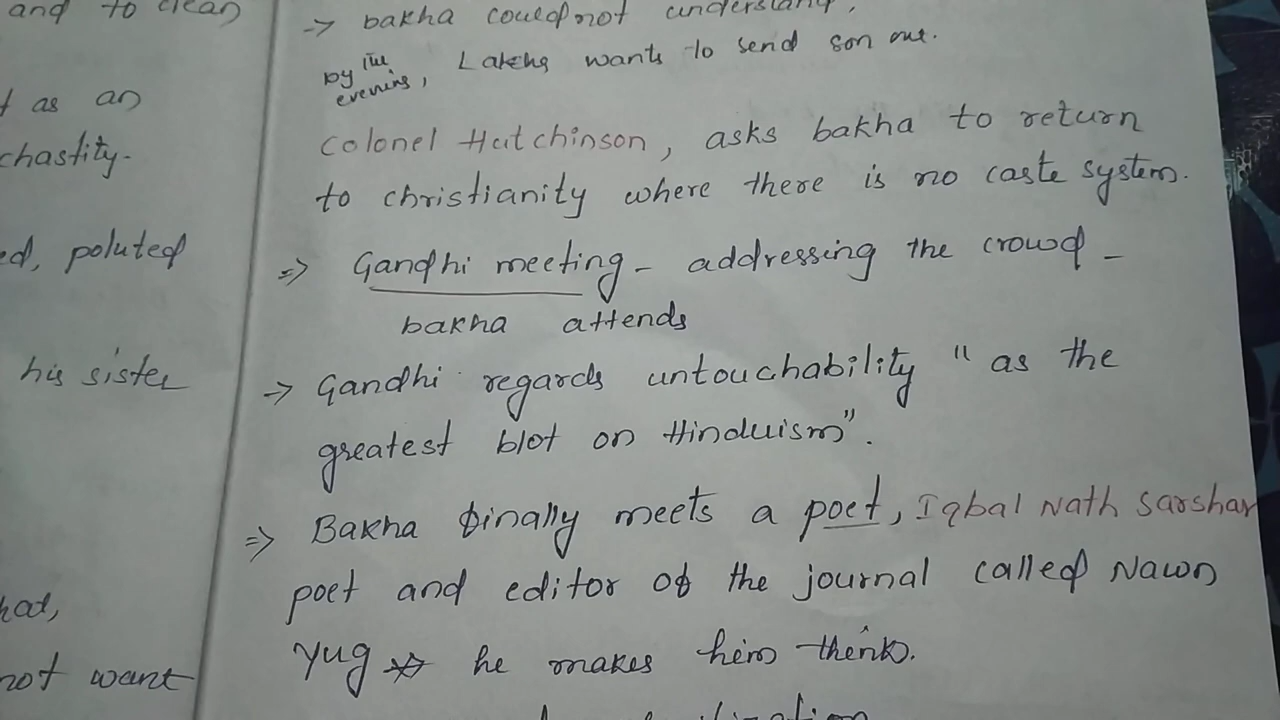 and to clean
t as an
chastity.
ed, poluted
his sister
hat,
not want
-> bakha could not understand,
by the evening, Lakha wants to send son out.
colonel Hutchinson, asks bakha to return
to christianity where there is no caste system.
=> Gandhi meeting - addressing the crowd -
bakha attends
-> Gandhi regards untouchability " as the
greatest blot on Hinduism".
=> Bakha finally meets a poet, Iqbal Nath Sarshar
poet and editor of the journal called Nawn
Yug he makes him think.